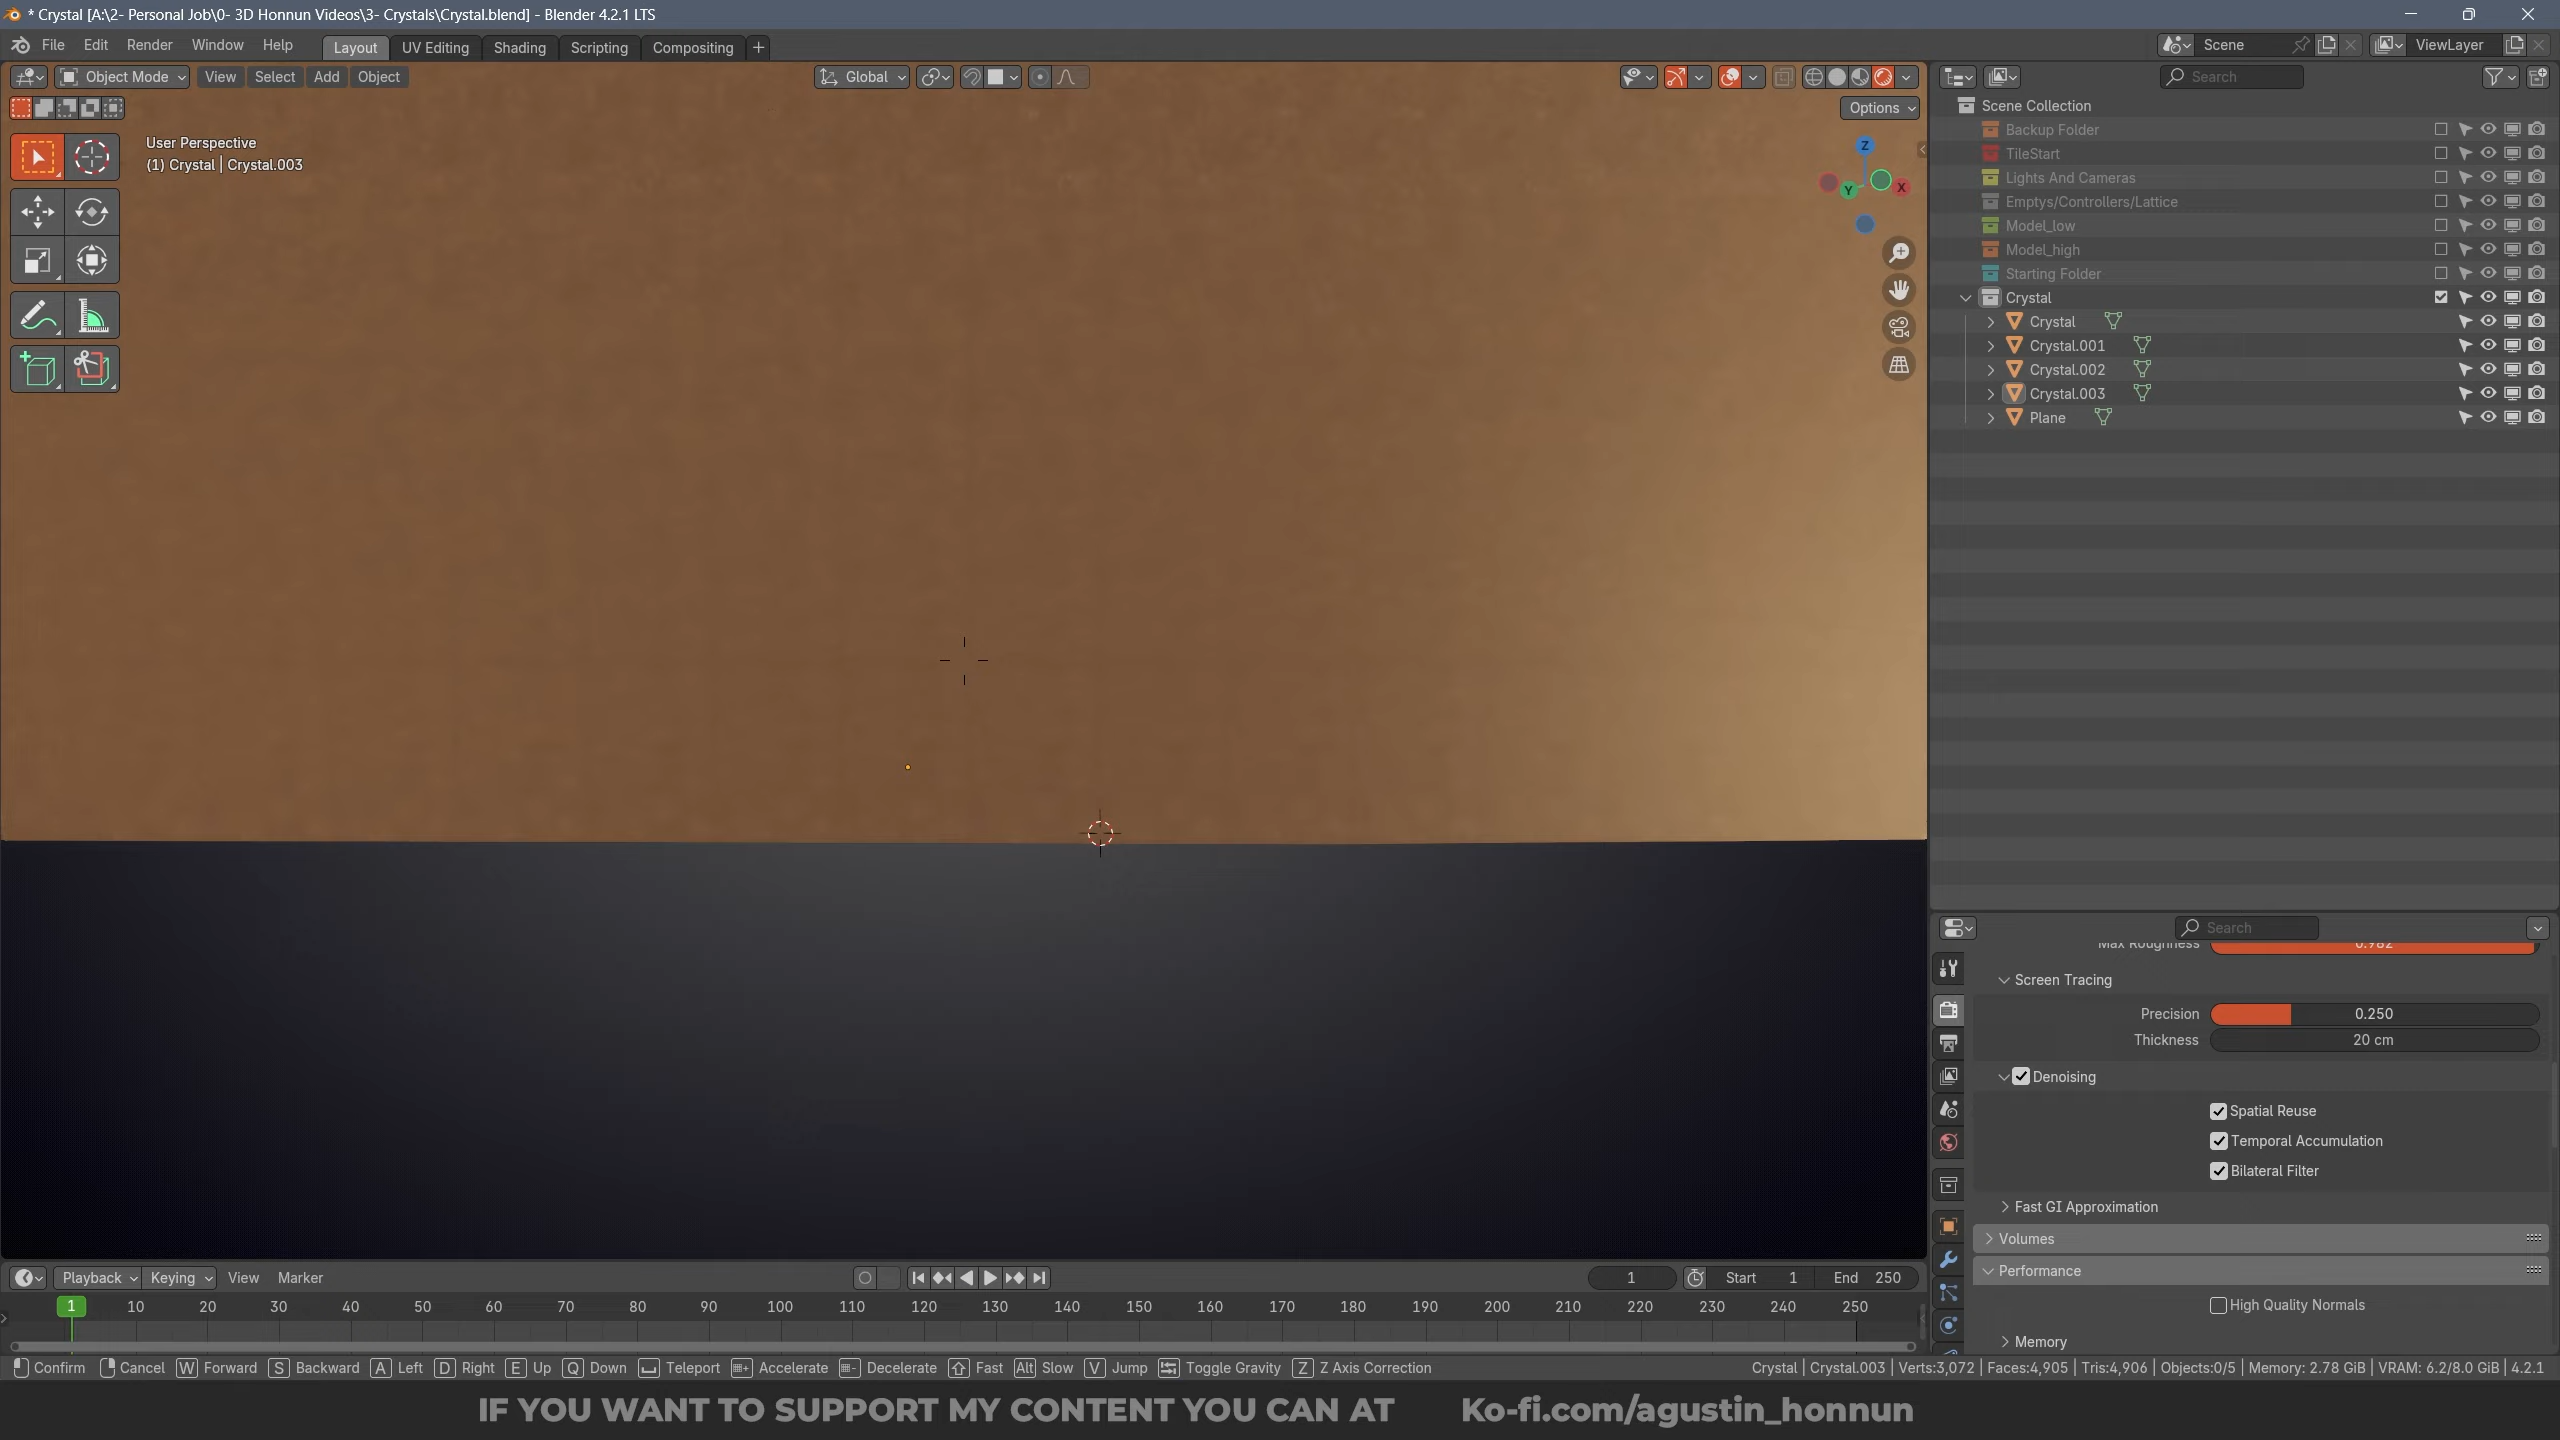 * Crystal [A:\2- Personal Job\0- 3D Honnun Videos\3- Crystals\Crystal.blend] - Blender 4.2.1 LTS
File Edit Render Window Help Layout UV Editing Shading Scripting Compositing + Scene ViewLayer
Object Mode View Select Add Object Global Search
Options
User Perspective
(1) Crystal | Crystal.003
Z
Y X
Scene Collection
Backup Folder
TileStart
Lights And Cameras
Emptys/Controllers/Lattice
Model_low
Model_high
Starting Folder
Crystal
Crystal
Crystal.001
Crystal.002
Crystal.003
Plane
Search
Max Roughness 0.982
Screen Tracing
Precision 0.250
Thickness 20 cm
Denoising
Spatial Reuse
Temporal Accumulation
Bilateral Filter
Fast GI Approximation
Volumes
Performance
High Quality Normals
Memory
Playback Keying View Marker 1 Start 1 End 250
1 10 20 30 40 50 60 70 80 90 100 110 120 130 140 150 160 170 180 190 200 210 220 230 240 250
Confirm Cancel W Forward S Backward A Left D Right E Up Q Down Teleport Accelerate Decelerate Fast Alt Slow V Jump Toggle Gravity Z Z Axis Correction Crystal | Crystal.003 | Verts:3,072 | Faces:4,905 | Tris:4,906 | Objects:0/5 | Memory: 2.78 GiB | VRAM: 6.2/8.0 GiB | 4.2.1
IF YOU WANT TO SUPPORT MY CONTENT YOU CAN AT Ko-fi.com/agustin_honnun